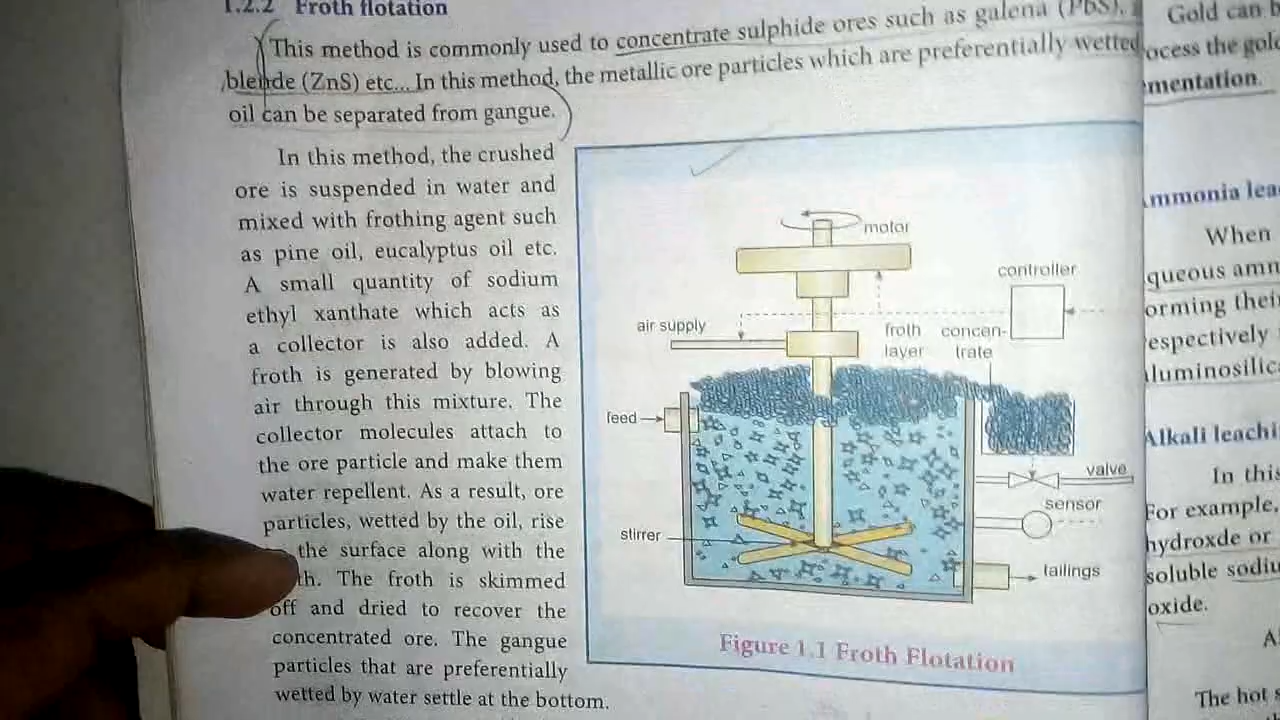 1.2.2 Froth flotation
This method is commonly used to concentrate sulphide ores such as galena (PbS),
blende (ZnS) etc... In this method, the metallic ore particles which are preferentially wetted
oil can be separated from gangue.
In this method, the crushed
ore is suspended in water and
mixed with frothing agent such
as pine oil, eucalyptus oil etc.
A small quantity of sodium
ethyl xanthate which acts as
a collector is also added. A
froth is generated by blowing
air through this mixture. The
collector molecules attach to
the ore particle and make them
water repellent. As a result, ore
particles, wetted by the oil, rise
the surface along with the
th. The froth is skimmed
off and dried to recover the
concentrated ore. The gangue
particles that are preferentially
wetted by water settle at the bottom.
motor
controller
air supply
froth
layer
concen-
trate
feed
valve
sensor
stirrer
tailings
Figure 1.1 Froth Flotation
Gold can b
ocess the gol
mentation.
mmonia lea
When
queous amn
orming thei
espectively
luminosilic
Alkali leachi
In this
For example,
hydroxde or
soluble sodiu
oxide.
A
The hot s